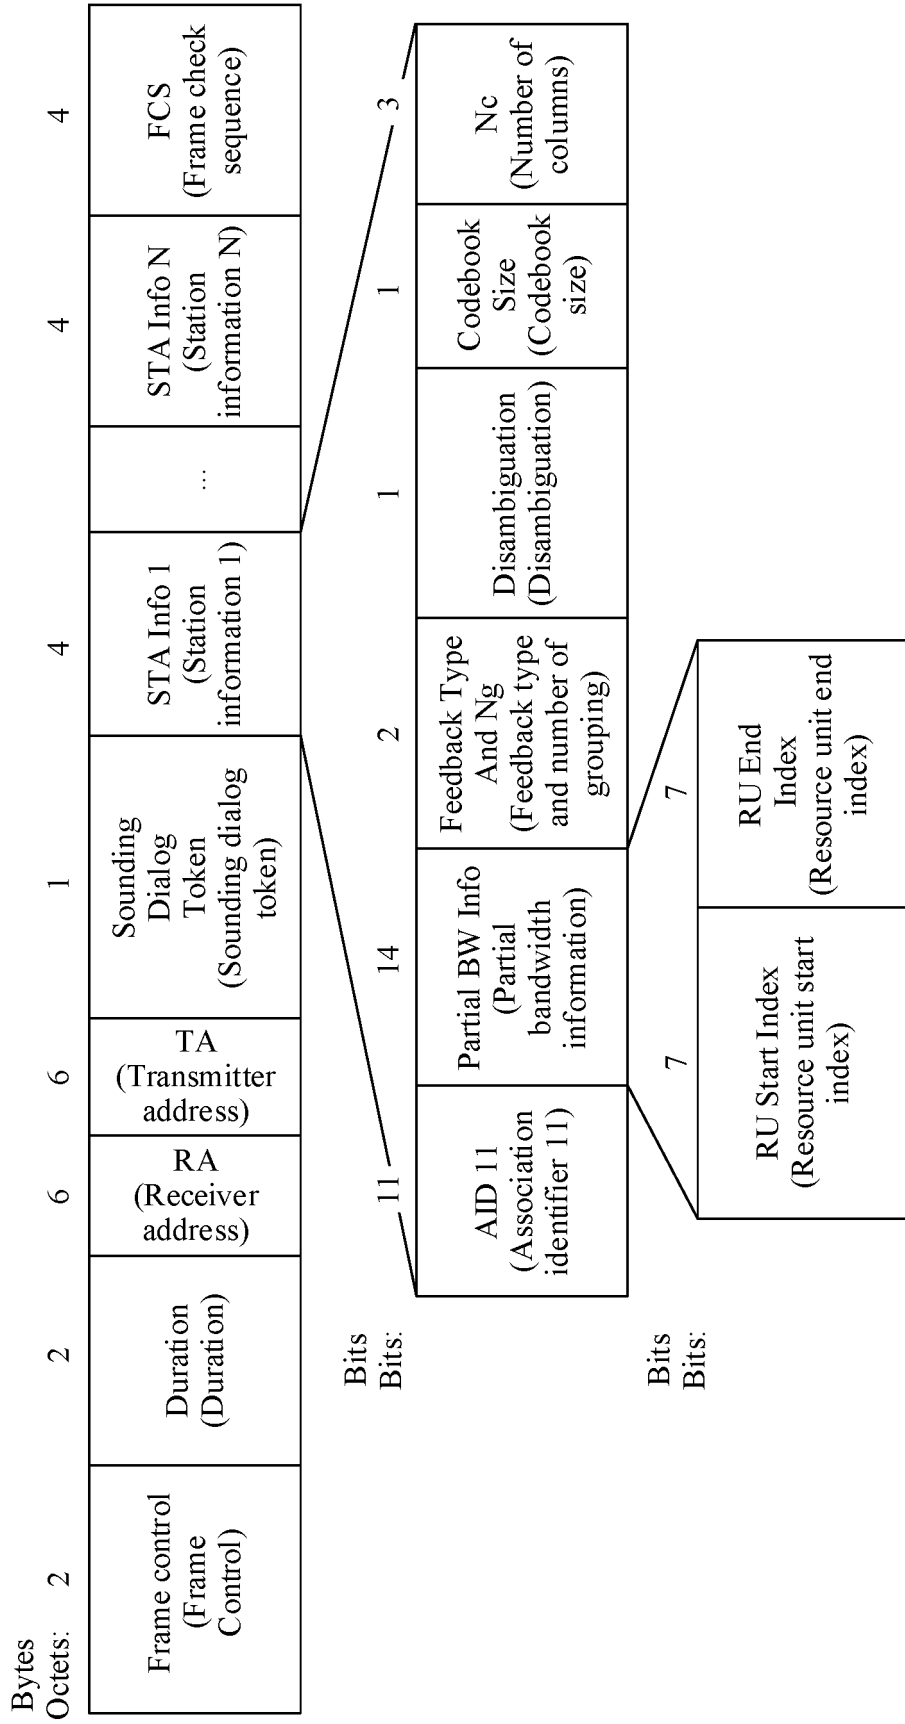 Bytes
Octets:
2
2
6
6
1
4
4
4
Frame control
(Frame
Control)
Duration
(Duration)
RA
(Receiver
address)
TA
(Transmitter
address)
Sounding
Dialog
Token
(Sounding dialog
token)
STA Info 1
(Station
information 1)
...
STA Info N
(Station
information N)
FCS
(Frame check
sequence)
Bits
Bits:
11
14
2
1
1
3
AID 11
(Association
identifier 11)
Partial BW Info
(Partial
bandwidth
information)
Feedback Type
And Ng
(Feedback type
and number of
grouping)
Disambiguation
(Disambiguation)
Codebook
Size
(Codebook
size)
Nc
(Number of
columns)
Bits
Bits:
7
7
RU Start Index
(Resource unit start
index)
RU End
Index
(Resource unit end
index)